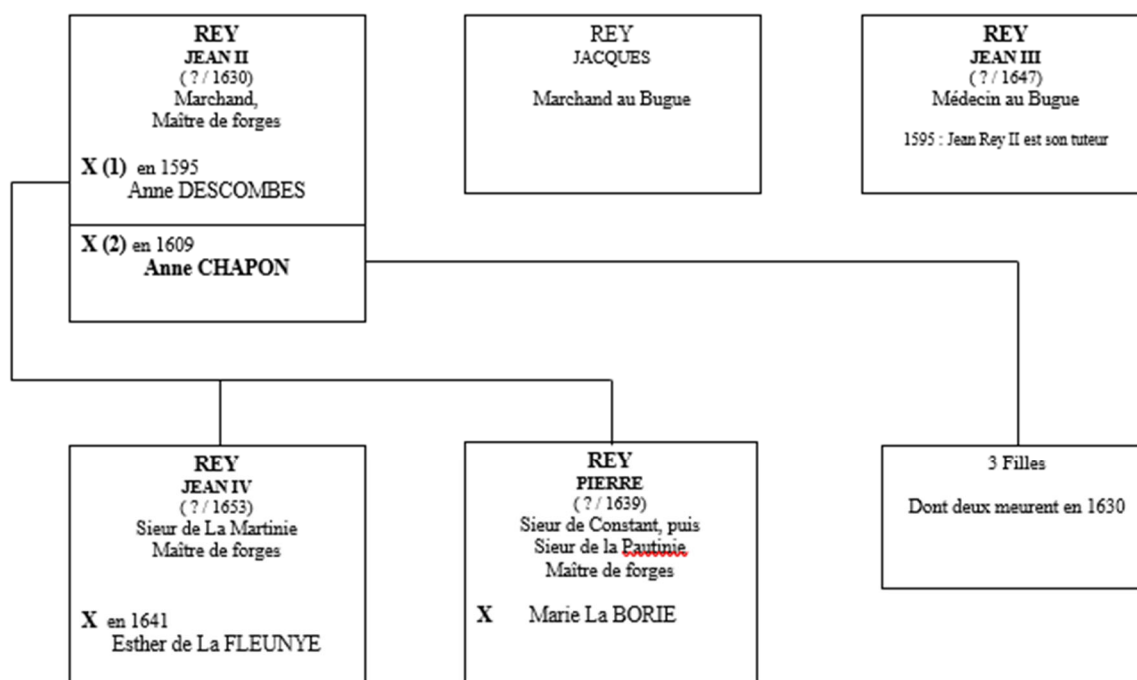 REY
JEAN II
( ? / 1630)
Marchand,
Maître de forges
X (1) en 1595
Anne DESCOMBES
X (2) en 1609
Anne CHAPON
REY
JACQUES
Marchand au Bugue
REY
JEAN III
( ? / 1647)
Médecin au Bugue
1595 : Jean Rey II est son tuteur
REY
JEAN IV
( ? / 1653)
Sieur de La Martinie
Maître de forges
X en 1641
Esther de La FLEUNYE
REY
PIERRE
( ? / 1639)
Sieur de Constant, puis
Sieur de la Pautinie
Maître de forges
X Marie La BORIE
3 Filles
Dont deux meurent en 1630